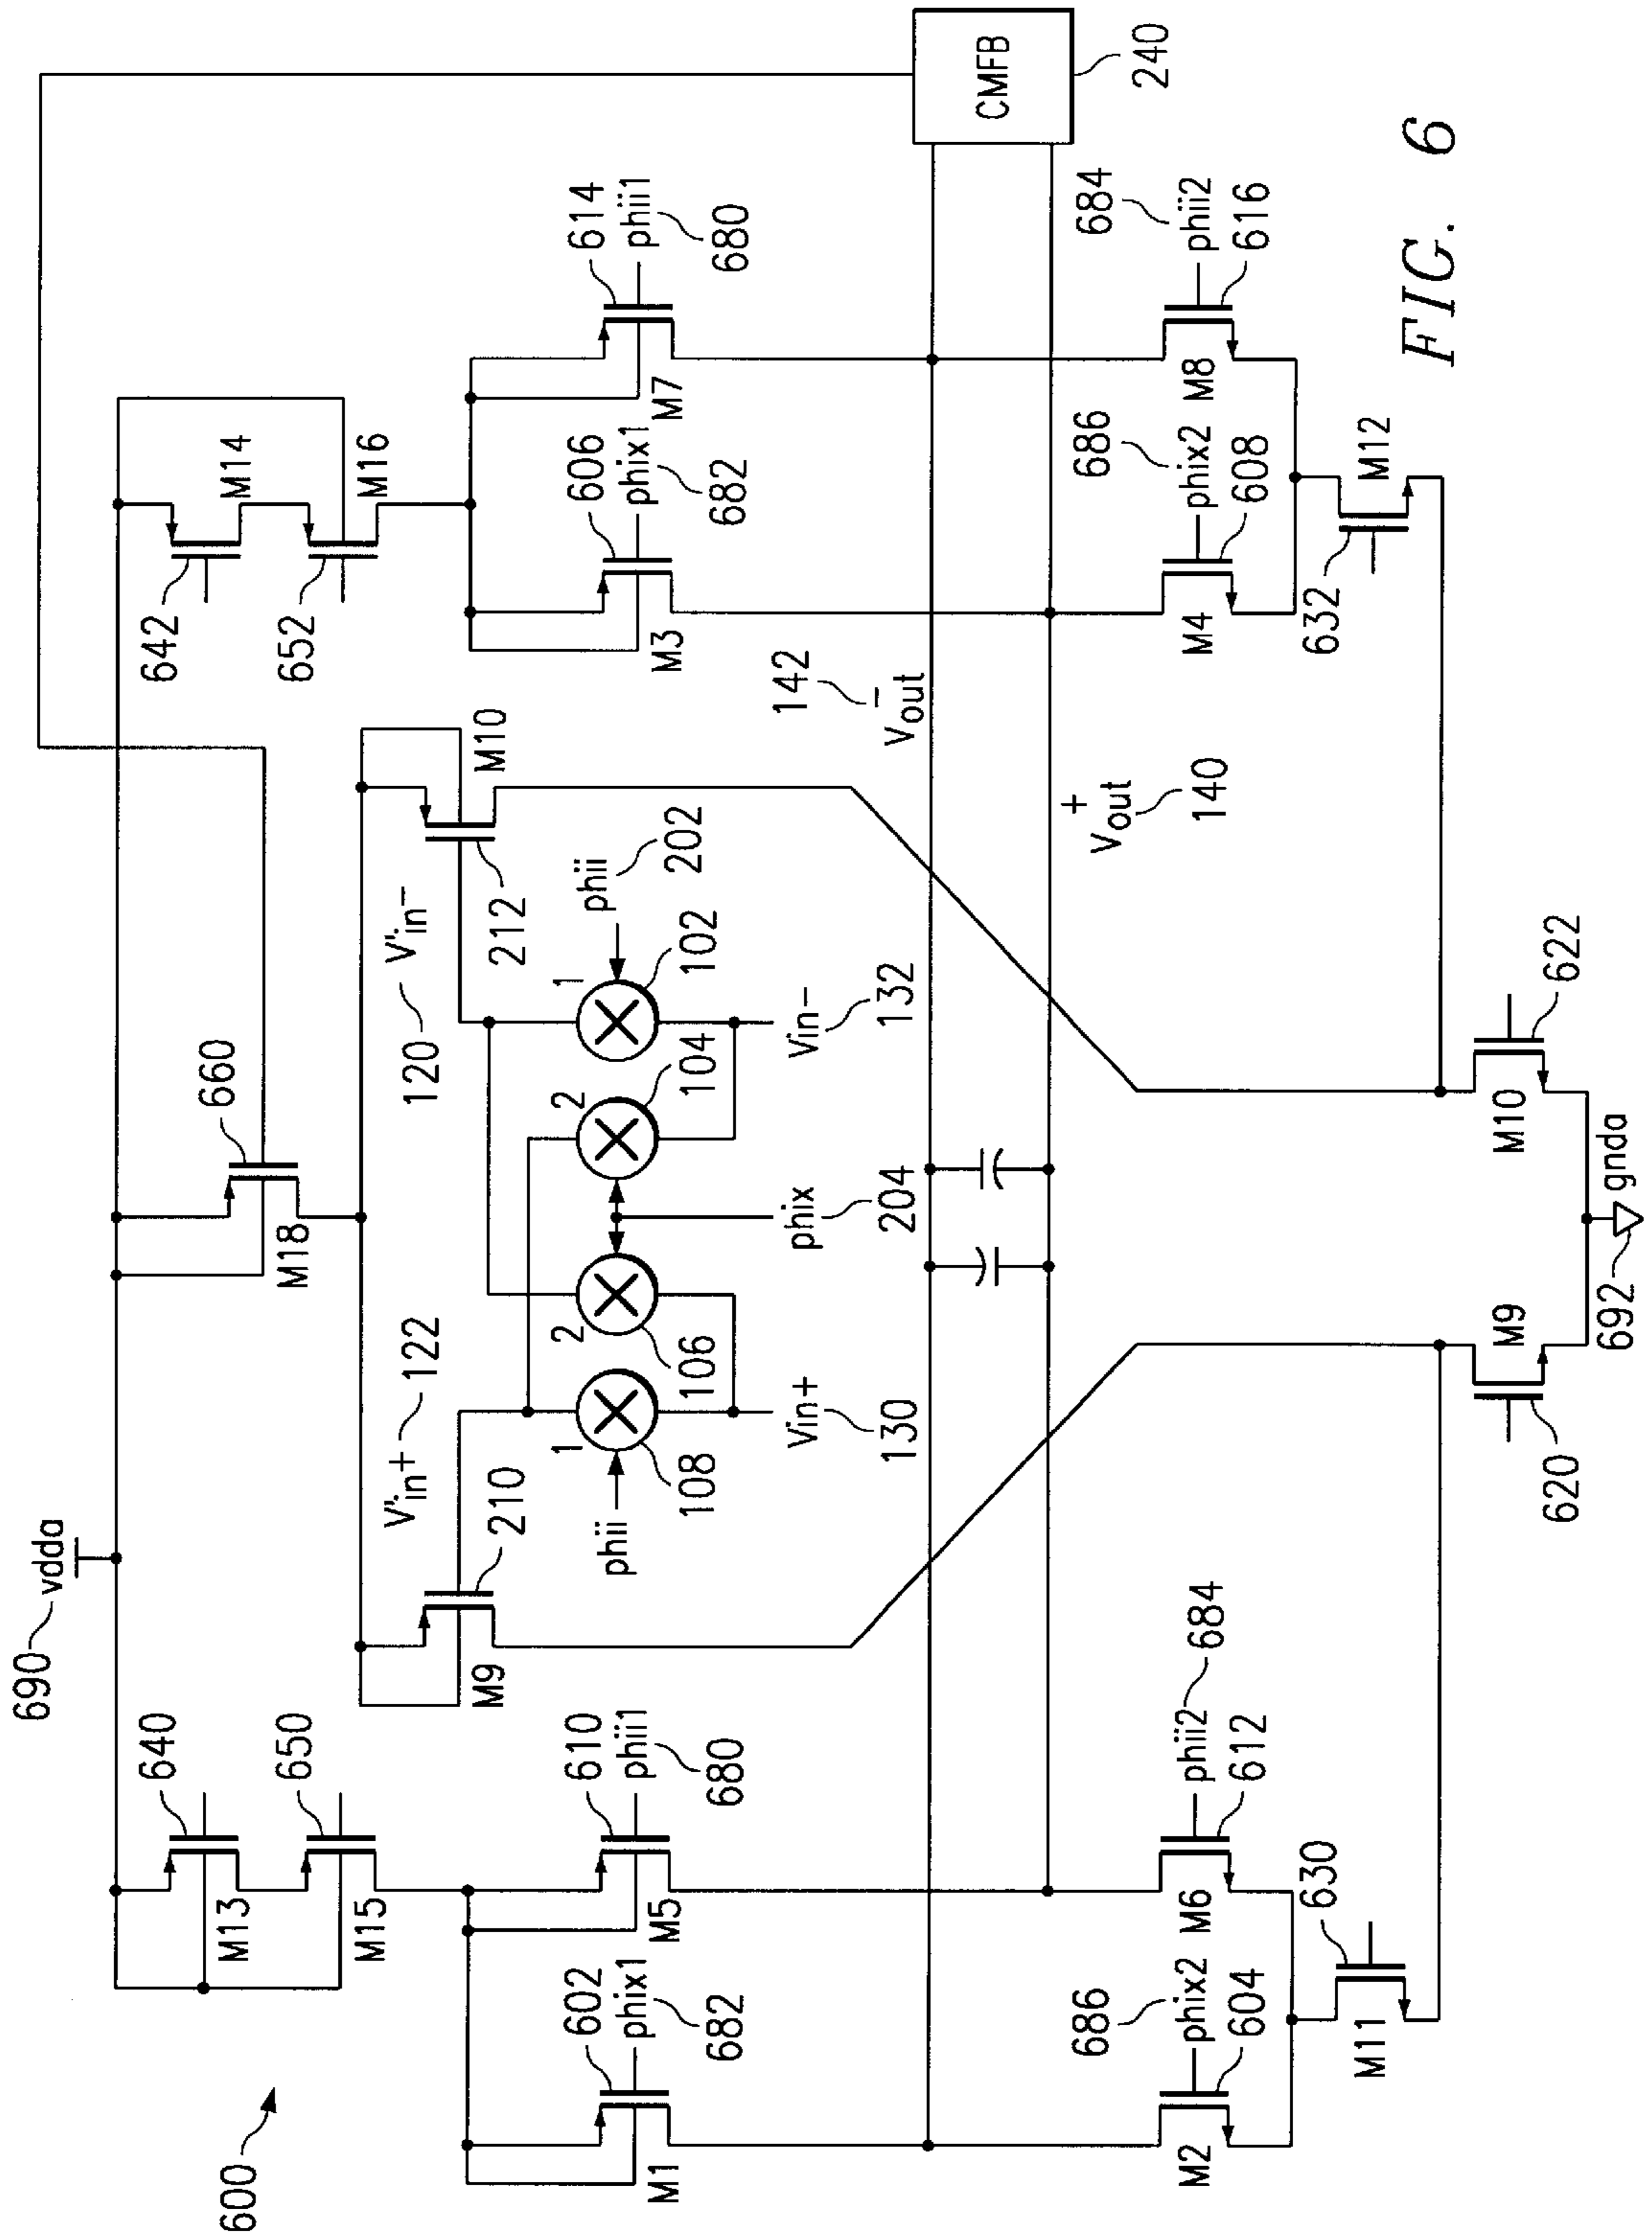 600
690 vdda
640
M13
650
M15
602
phix1
682
M1
610
phii1
680
M5
660
M18
V'in+ 122
V'in− 120
210
M9
212
M10
phii
1
108
2
106
2
104
1
102
phii
202
Vin+
130
phix
204
Vin−
132
642
M14
652
M16
606
phix1
682
M3
614
phii1
680
M7
142
Vout −
Vout +
140
CMFB
240
686
phix2
604
M2
phii2 684
612
M6
630
M11
686
phix2
608
M4
684
phii2
616
M8
632
M12
620
M9
622
M10
692
gnda
FIG. 6